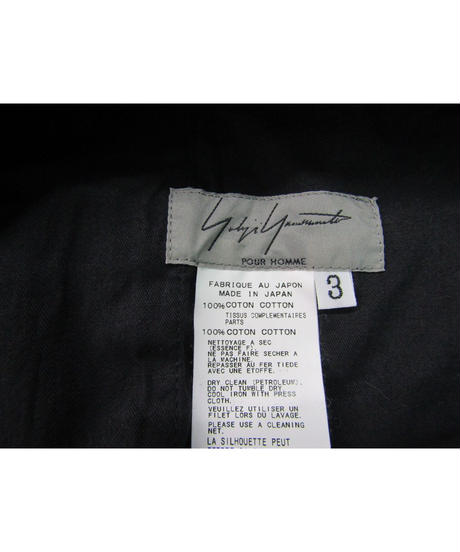 Yohji Yamamoto
POUR HOMME
3
FABRIQUE AU JAPON
MADE IN JAPAN
100% COTON COTTON
TISSUS COMPLEMENTAIRES
PARTS
100% COTON COTTON
NETTOYAGE A SEC
(ESSENCE F).
NE PAS FAIRE SECHER A
LA MACHINE.
REPASSER AU FER TIEDE
AVEC UNE ETOFFE.
DRY CLEAN (PETROLEUM).
DO NOT TUMBLE DRY
COOL IRON WITH PRESS
CLOTH.
VEUILLEZ UTILISER UN
FILET LORS DU LAVAGE.
PLEASE USE A CLEANING
NET.
LA SILHOUETTE PEUT